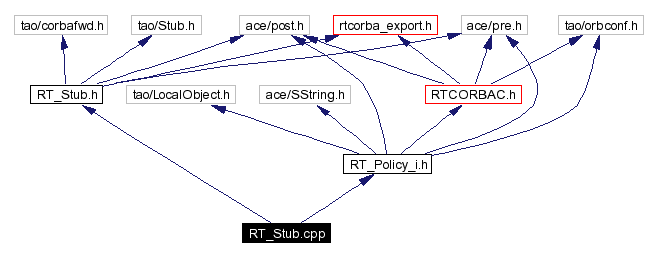 tao/corbafwd.h
tao/Stub.h
ace/post.h
rtcorba_export.h
ace/pre.h
tao/orbconf.h
RT_Stub.h
tao/LocalObject.h
ace/SString.h
RTCORBAC.h
RT_Policy_i.h
RT_Stub.cpp